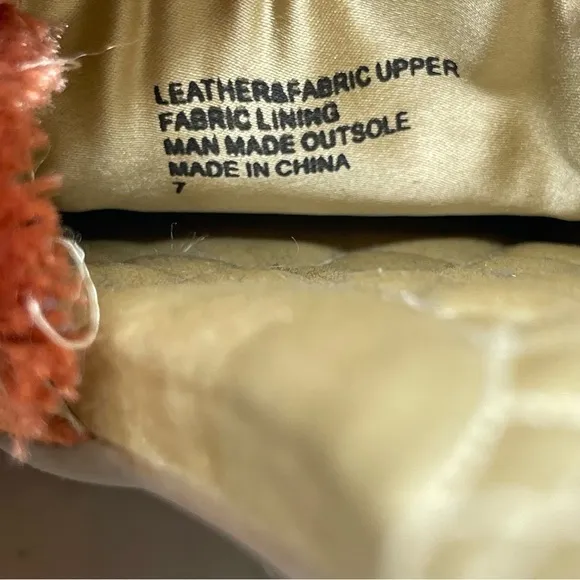 LEATHER&FABRIC UPPER
FABRIC LINING
MAN MADE OUTSOLE
MADE IN CHINA
7